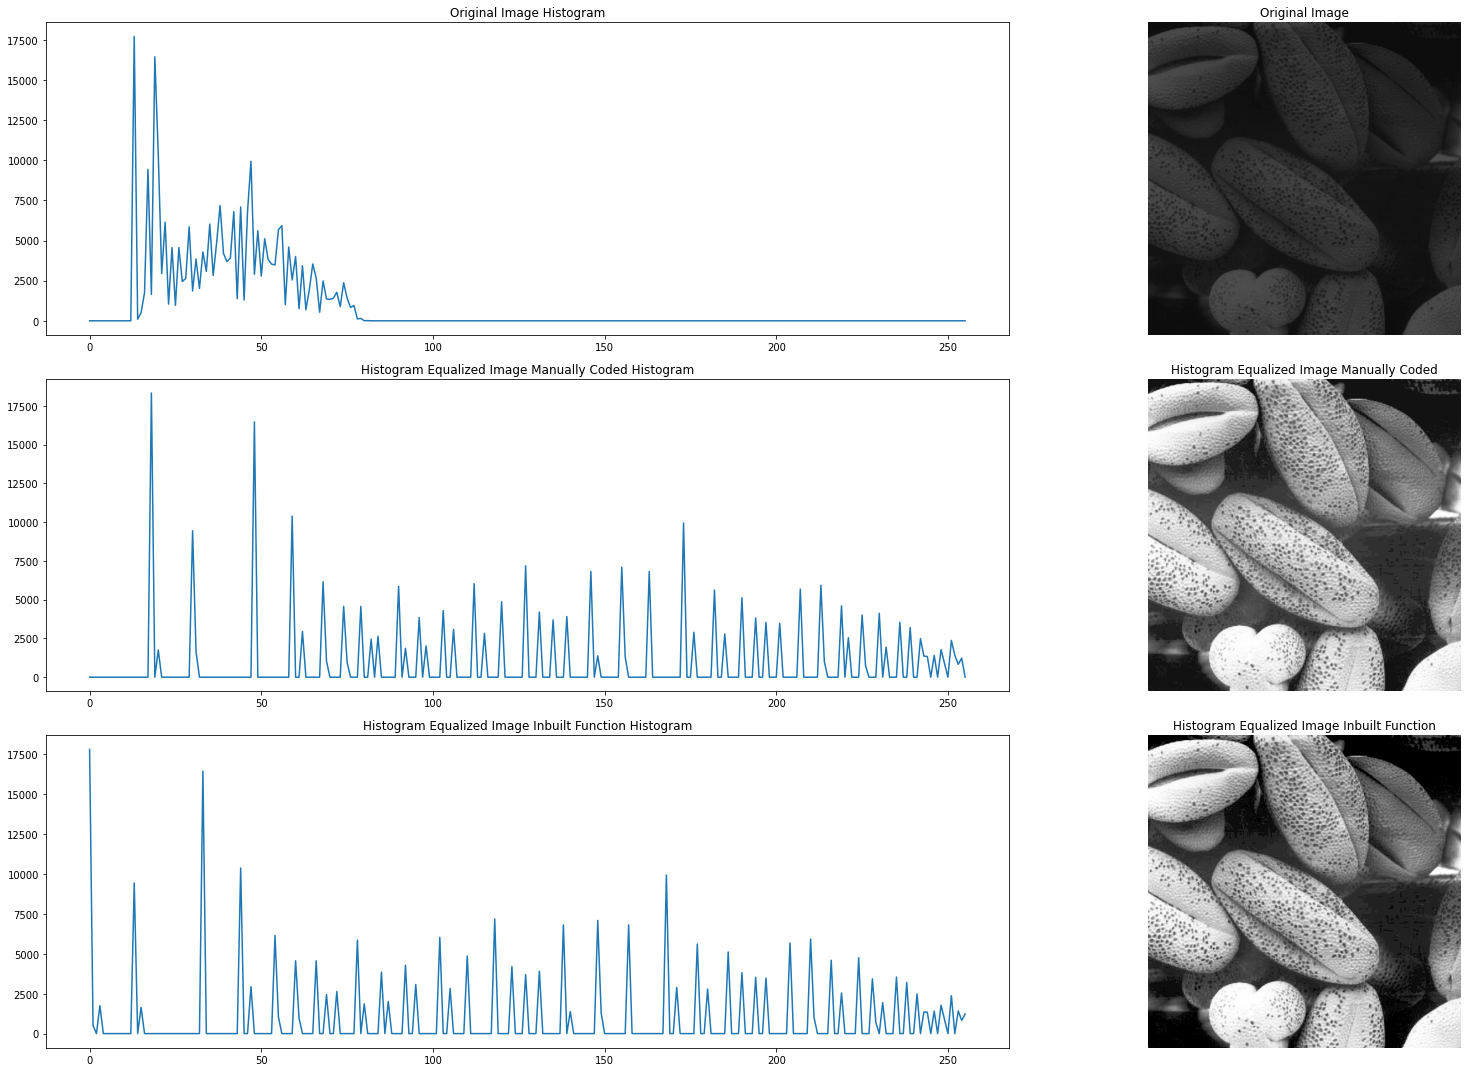 Original Image Histogram
Original Image
17500
15000
12500
10000
7500
5000
2500
0
0 50 100 150 200 250
Histogram Equalized Image Manually Coded Histogram
Histogram Equalized Image Manually Coded
17500
15000
12500
10000
7500
5000
2500
0
0 50 100 150 200 250
Histogram Equalized Image Inbuilt Function Histogram
Histogram Equalized Image Inbuilt Function
17500
15000
12500
10000
7500
5000
2500
0
0 50 100 150 200 250